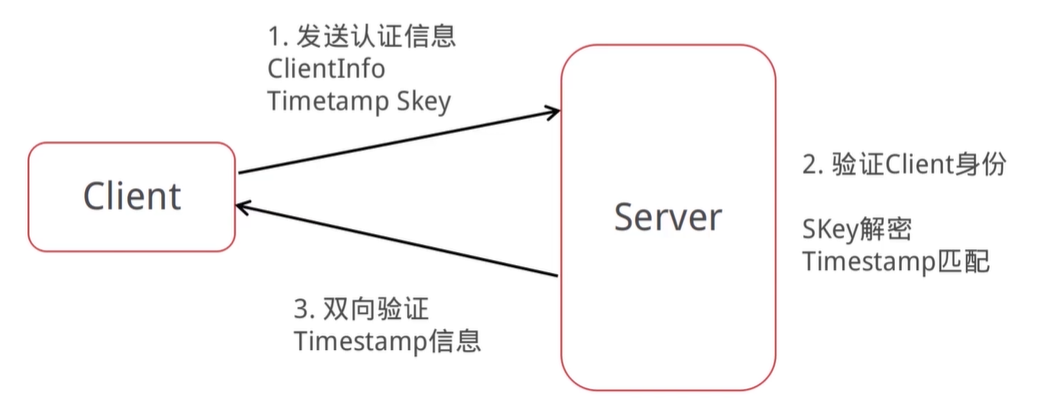 1. 发送认证信息
ClientInfo
Timetamp Skey
Client
Server
2. 验证Client身份
SKey解密
Timestamp匹配
3. 双向验证
Timestamp信息